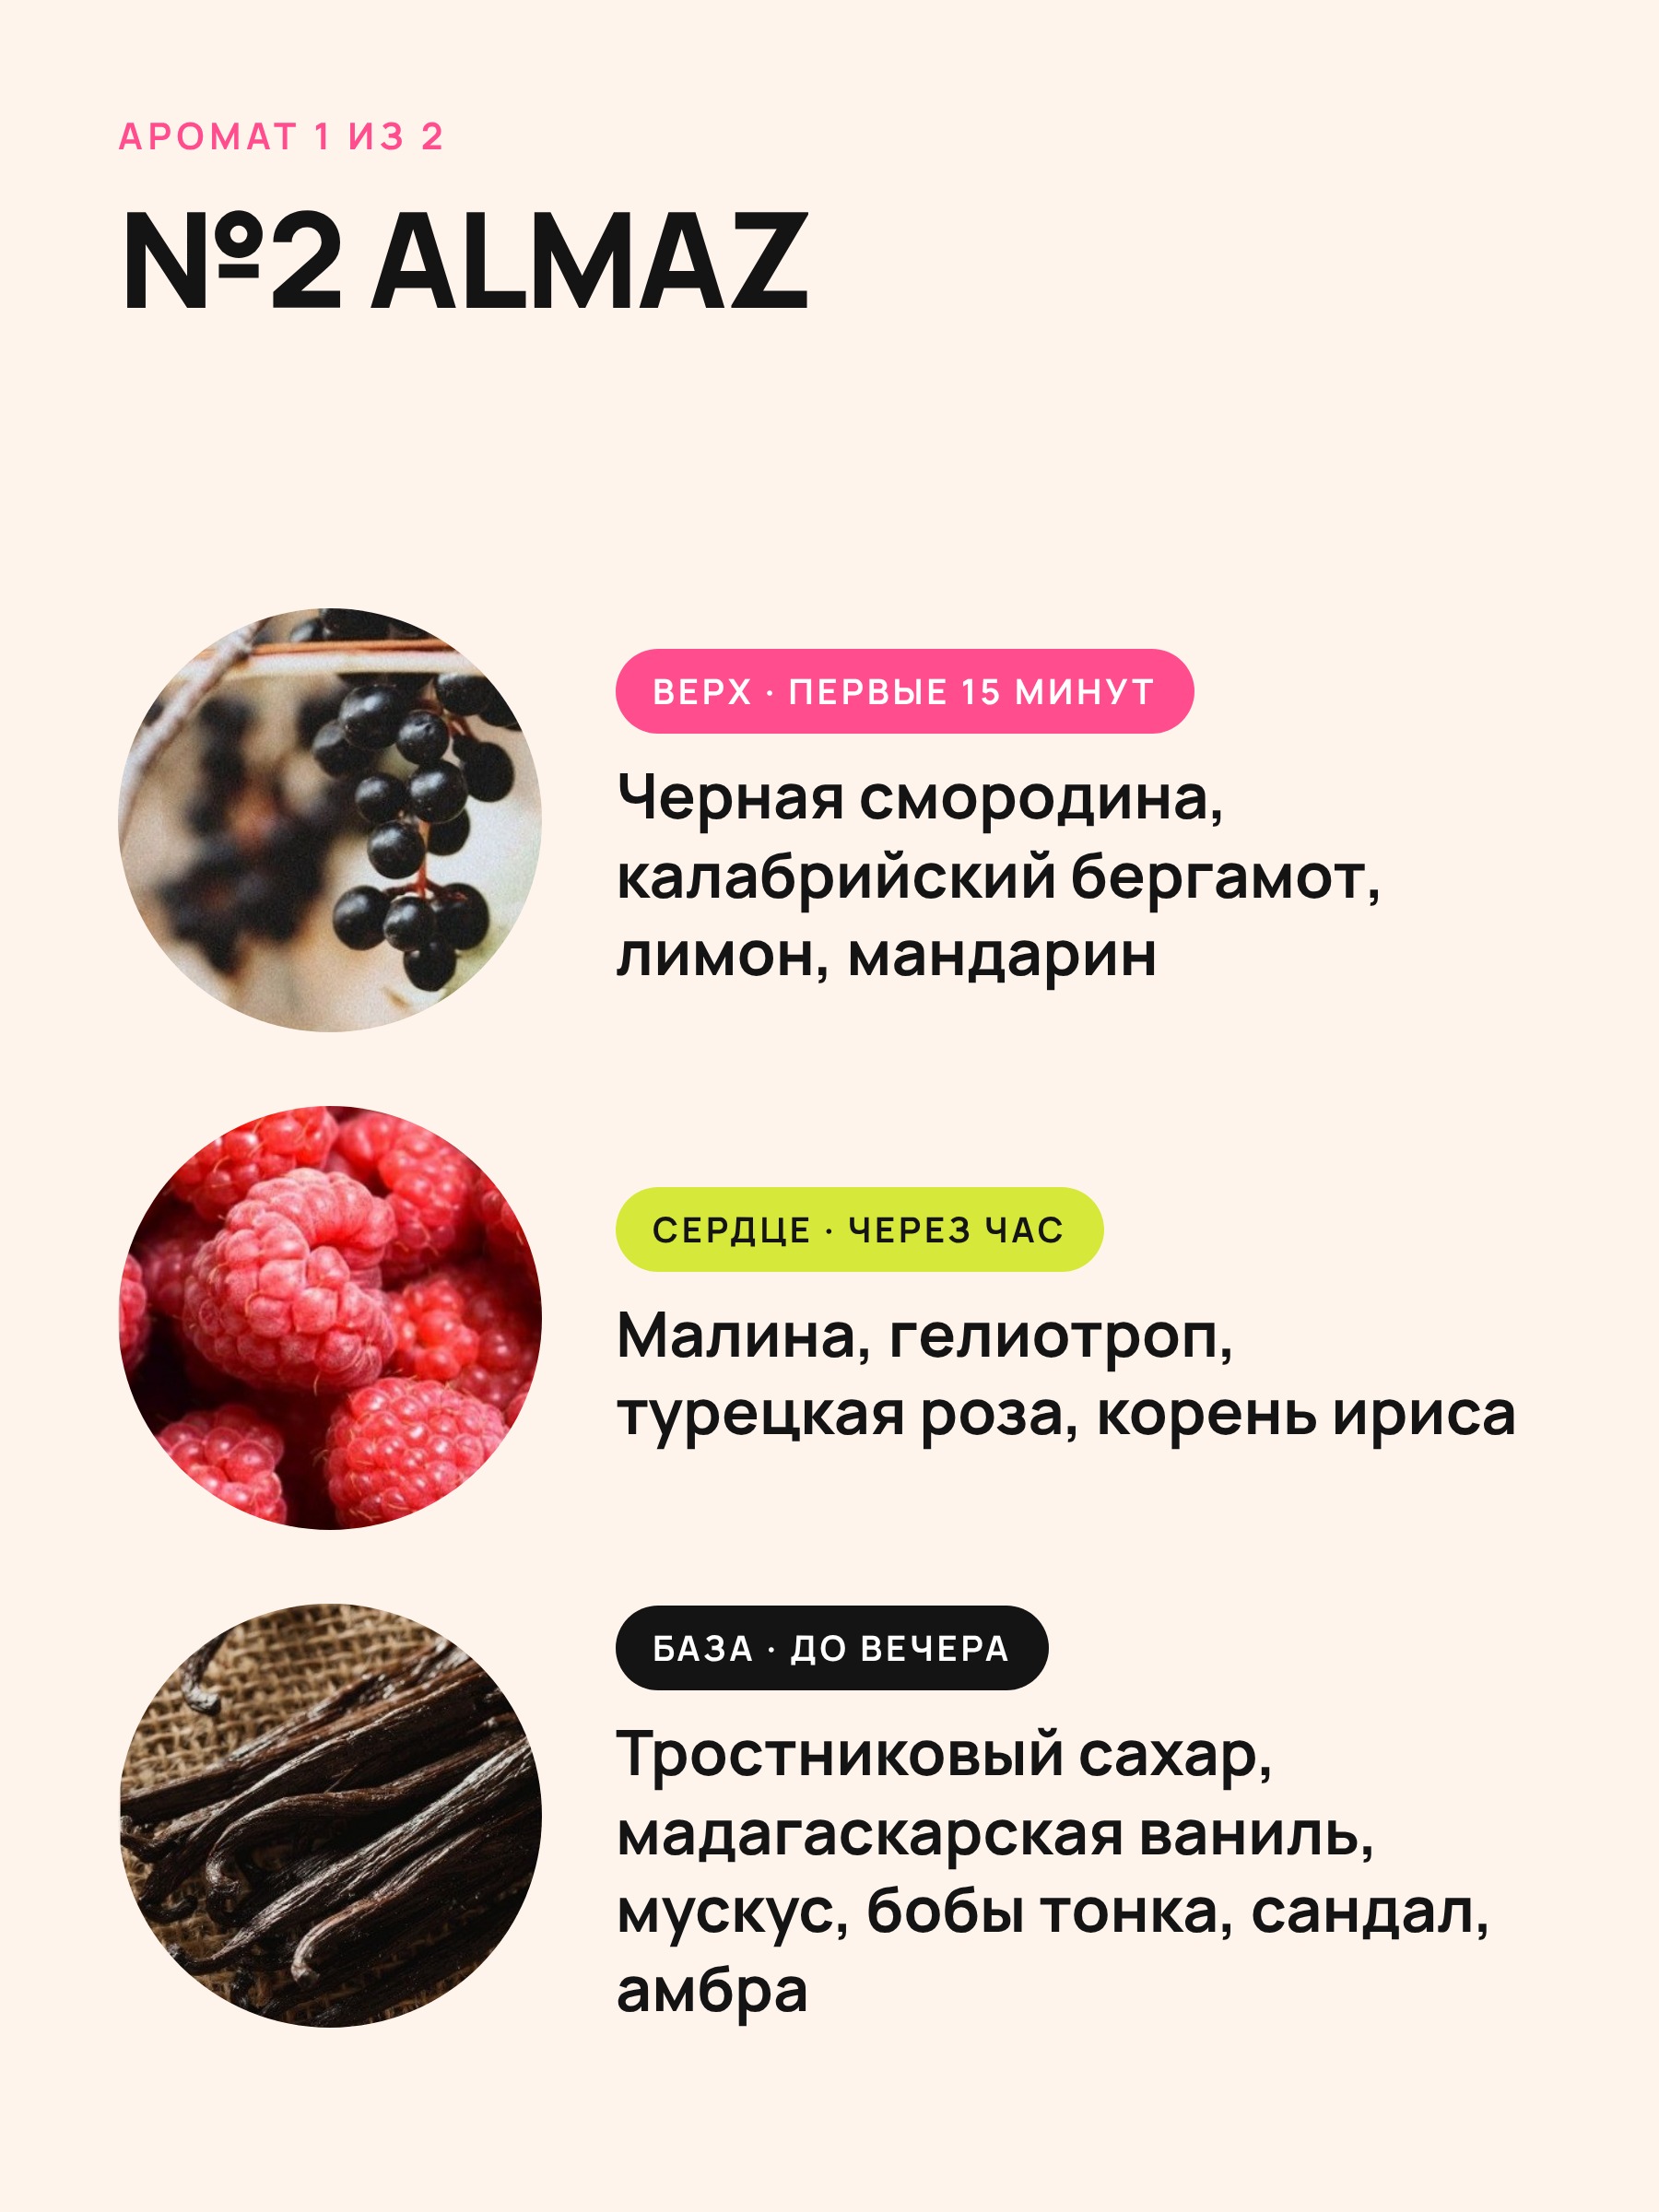 АРОМАТ 1 ИЗ 2
№2 ALMAZ
ВЕРХ · ПЕРВЫЕ 15 МИНУТ
Черная смородина,
калабрийский бергамот,
лимон, мандарин
СЕРДЦЕ · ЧЕРЕЗ ЧАС
Малина, гелиотроп,
турецкая роза, корень ириса
БАЗА · ДО ВЕЧЕРА
Тростниковый сахар,
мадагаскарская ваниль,
мускус, бобы тонка, сандал,
амбра